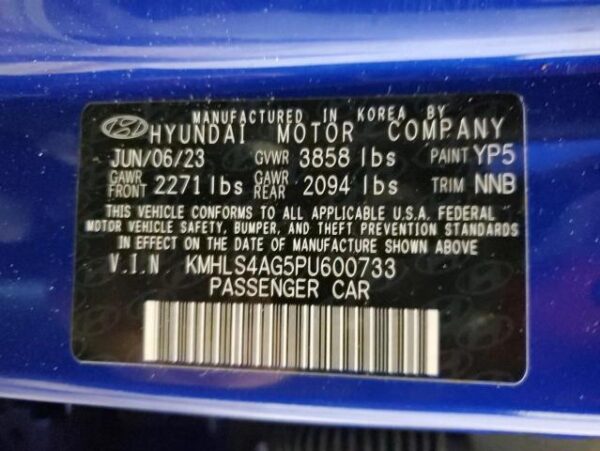 MANUFACTURED IN KOREA BY
HYUNDAI MOTOR COMPANY
JUN/06/23 GVWR 3858 lbs PAINT YP5
GAWR FRONT 2271 lbs GAWR REAR 2094 lbs TRIM NNB
THIS VEHICLE CONFORMS TO ALL APPLICABLE U.S.A. FEDERAL
MOTOR VEHICLE SAFETY, BUMPER, AND THEFT PREVENTION STANDARDS
IN EFFECT ON THE DATE OF MANUFACTURE SHOWN ABOVE
V.I.N KMHLS4AG5PU600733
PASSENGER CAR